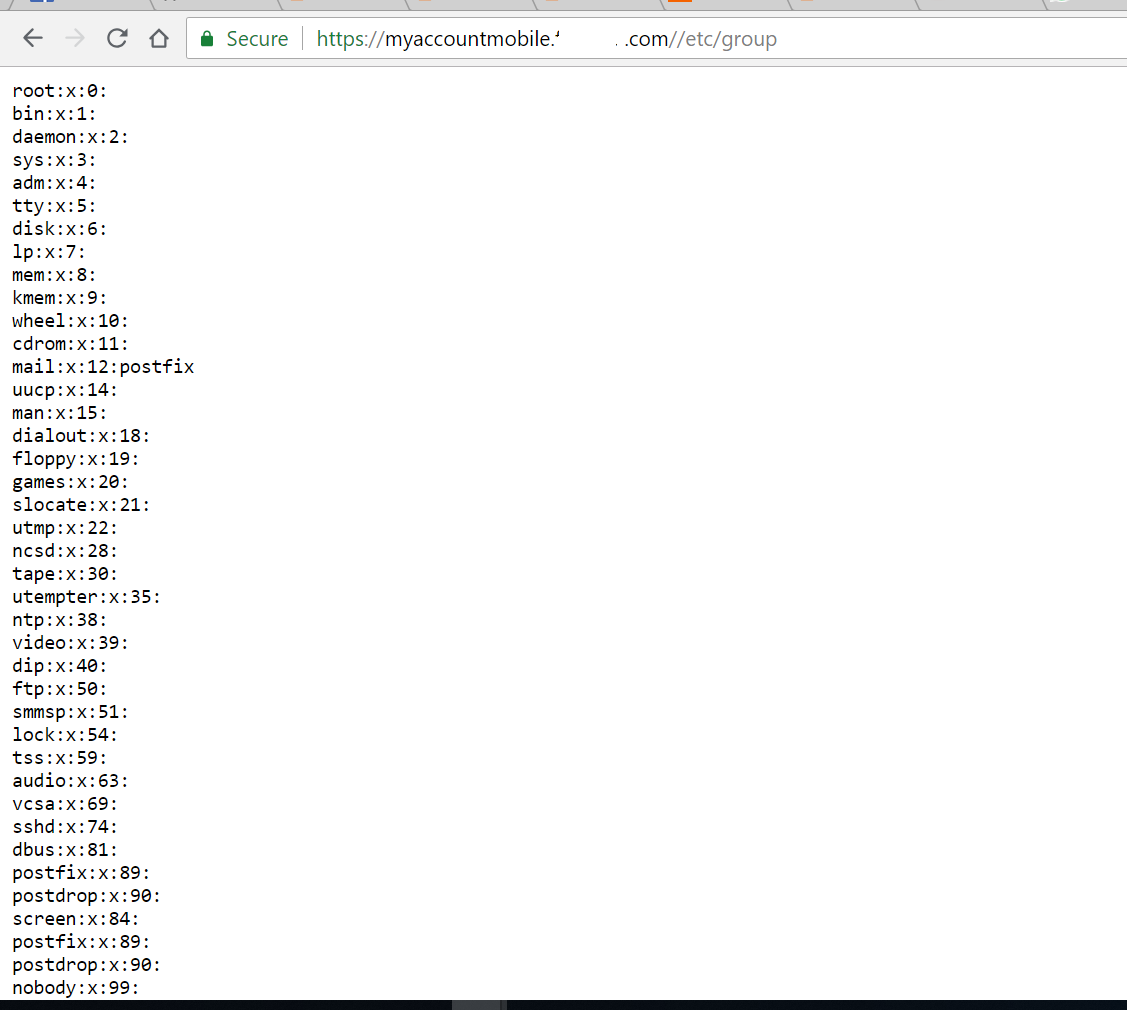 Secure https://myaccountmobile. .com//etc/group
root:x:0:
bin:x:1:
daemon:x:2:
sys:x:3:
adm:x:4:
tty:x:5:
disk:x:6:
lp:x:7:
mem:x:8:
kmem:x:9:
wheel:x:10:
cdrom:x:11:
mail:x:12:postfix
uucp:x:14:
man:x:15:
dialout:x:18:
floppy:x:19:
games:x:20:
slocate:x:21:
utmp:x:22:
ncsd:x:28:
tape:x:30:
utempter:x:35:
ntp:x:38:
video:x:39:
dip:x:40:
ftp:x:50:
smmsp:x:51:
lock:x:54:
tss:x:59:
audio:x:63:
vcsa:x:69:
sshd:x:74:
dbus:x:81:
postfix:x:89:
postdrop:x:90:
screen:x:84:
postfix:x:89:
postdrop:x:90:
nobody:x:99: